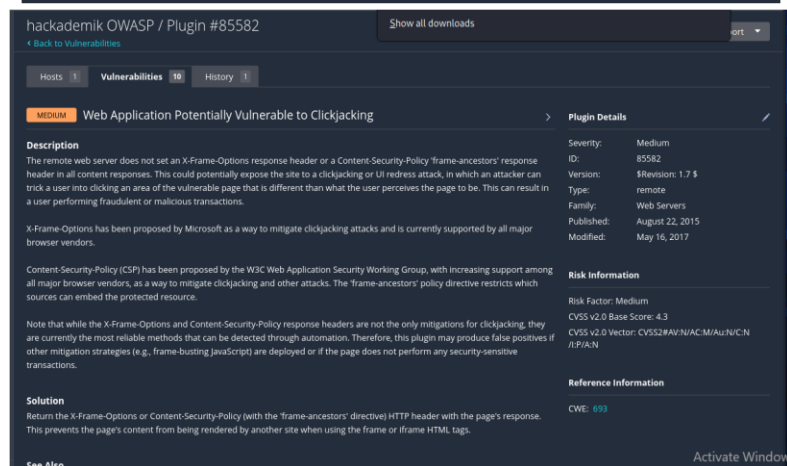 hackademik OWASP / Plugin #85582
Show all downloads
ort
‹ Back to Vulnerabilities
Hosts 1
Vulnerabilities 10
History 1
MEDIUM
Web Application Potentially Vulnerable to Clickjacking
Description
The remote web server does not set an X-Frame-Options response header or a Content-Security-Policy 'frame-ancestors' response
header in all content responses. This could potentially expose the site to a clickjacking or UI redress attack, in which an attacker can
trick a user into clicking an area of the vulnerable page that is different than what the user perceives the page to be. This can result in
a user performing fraudulent or malicious transactions.
X-Frame-Options has been proposed by Microsoft as a way to mitigate clickjacking attacks and is currently supported by all major
browser vendors.
Content-Security-Policy (CSP) has been proposed by the W3C Web Application Security Working Group, with increasing support among
all major browser vendors, as a way to mitigate clickjacking and other attacks. The 'frame-ancestors' policy directive restricts which
sources can embed the protected resource.
Note that while the X-Frame-Options and Content-Security-Policy response headers are not the only mitigations for clickjacking, they
are currently the most reliable methods that can be detected through automation. Therefore, this plugin may produce false positives if
other mitigation strategies (e.g., frame-busting JavaScript) are deployed or if the page does not perform any security-sensitive
transactions.
Solution
Return the X-Frame-Options or Content-Security-Policy (with the 'frame-ancestors' directive) HTTP header with the page's response.
This prevents the page's content from being rendered by another site when using the frame or iframe HTML tags.
See Also
Plugin Details
Severity: Medium
ID: 85582
Version: $Revision: 1.7 $
Type: remote
Family: Web Servers
Published: August 22, 2015
Modified: May 16, 2017
Risk Information
Risk Factor: Medium
CVSS v2.0 Base Score: 4.3
CVSS v2.0 Vector: CVSS2#AV:N/AC:M/Au:N/C:N
/I:P/A:N
Reference Information
CWE: 693
Activate Window